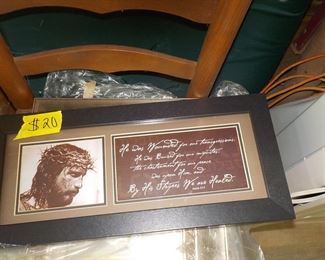 $20
He was Wounded for our transgressions,
He was Bruised for our iniquities,
the chastisement for our peace
was upon Him, and
By His Stripes We are Healed.